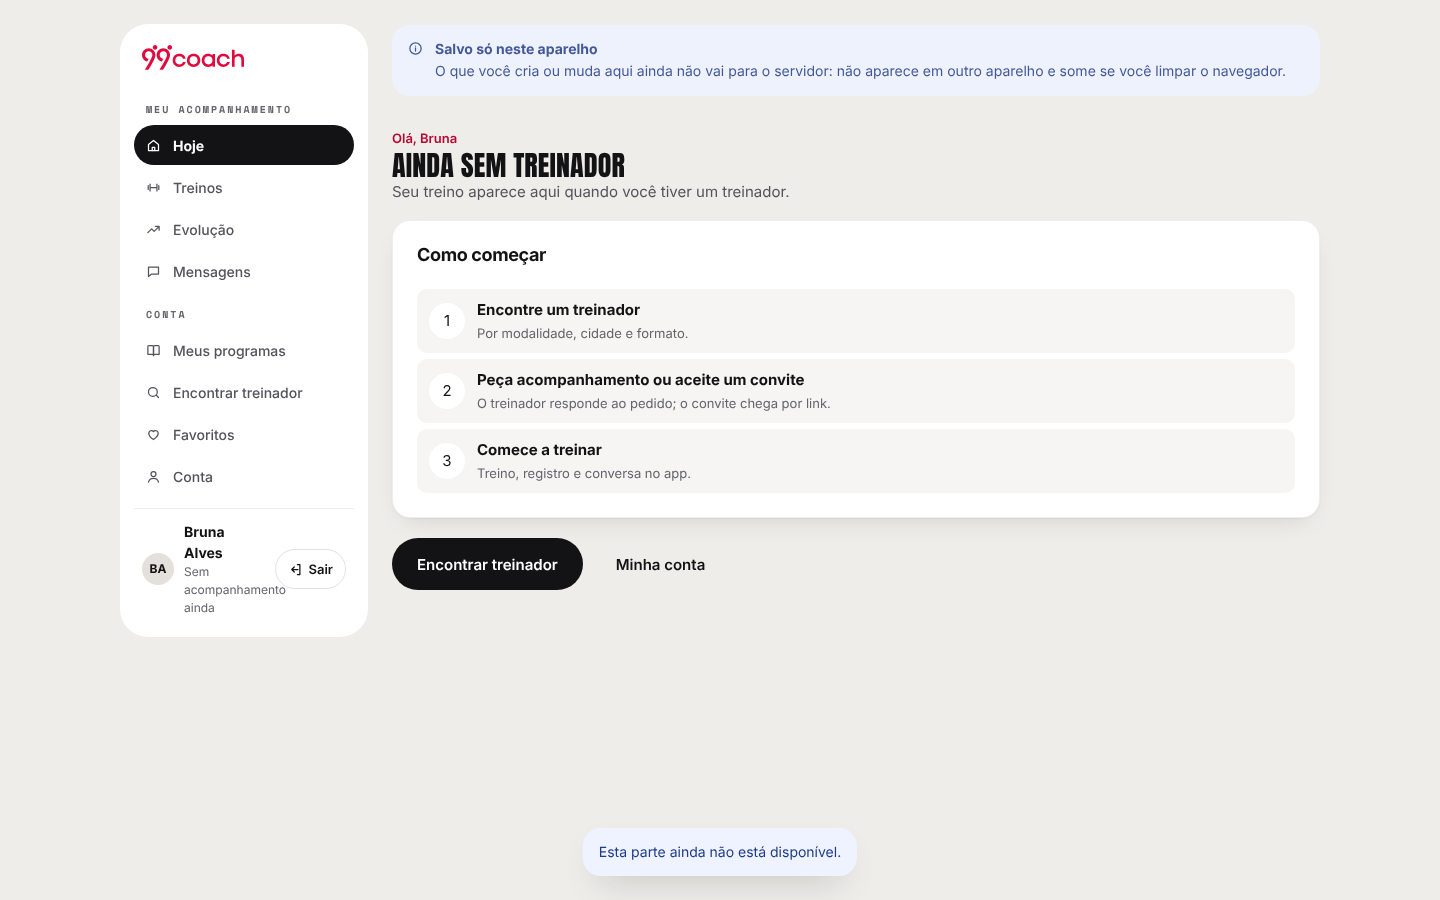 99coach
MEU ACOMPANHAMENTO
Hoje
Treinos
Evolução
Mensagens
CONTA
Meus programas
Encontrar treinador
Favoritos
Conta
BA
Bruna
Alves
Sem
acompanhamento
ainda
Sair
Salvo só neste aparelho
O que você cria ou muda aqui ainda não vai para o servidor: não aparece em outro aparelho e some se você limpar o navegador.
Olá, Bruna
AINDA SEM TREINADOR
Seu treino aparece aqui quando você tiver um treinador.
Como começar
1
Encontre um treinador
Por modalidade, cidade e formato.
2
Peça acompanhamento ou aceite um convite
O treinador responde ao pedido; o convite chega por link.
3
Comece a treinar
Treino, registro e conversa no app.
Encontrar treinador
Minha conta
Esta parte ainda não está disponível.